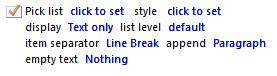 Pick list click to set style click to set
display Text only list level default
item separator Line Break append Paragraph
empty text Nothing